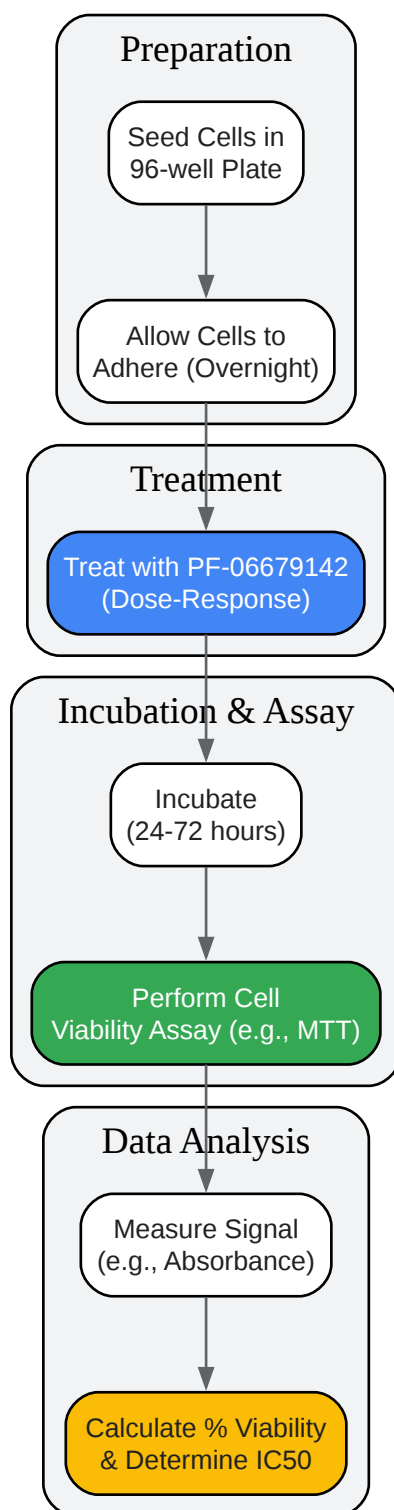 Preparation
Seed Cells in
96-well Plate
Allow Cells to
Adhere (Overnight)
Treatment
Treat with PF-06679142
(Dose-Response)
Incubation & Assay
Incubate
(24-72 hours)
Perform Cell
Viability Assay (e.g., MTT)
Data Analysis
Measure Signal
(e.g., Absorbance)
Calculate % Viability
& Determine IC50